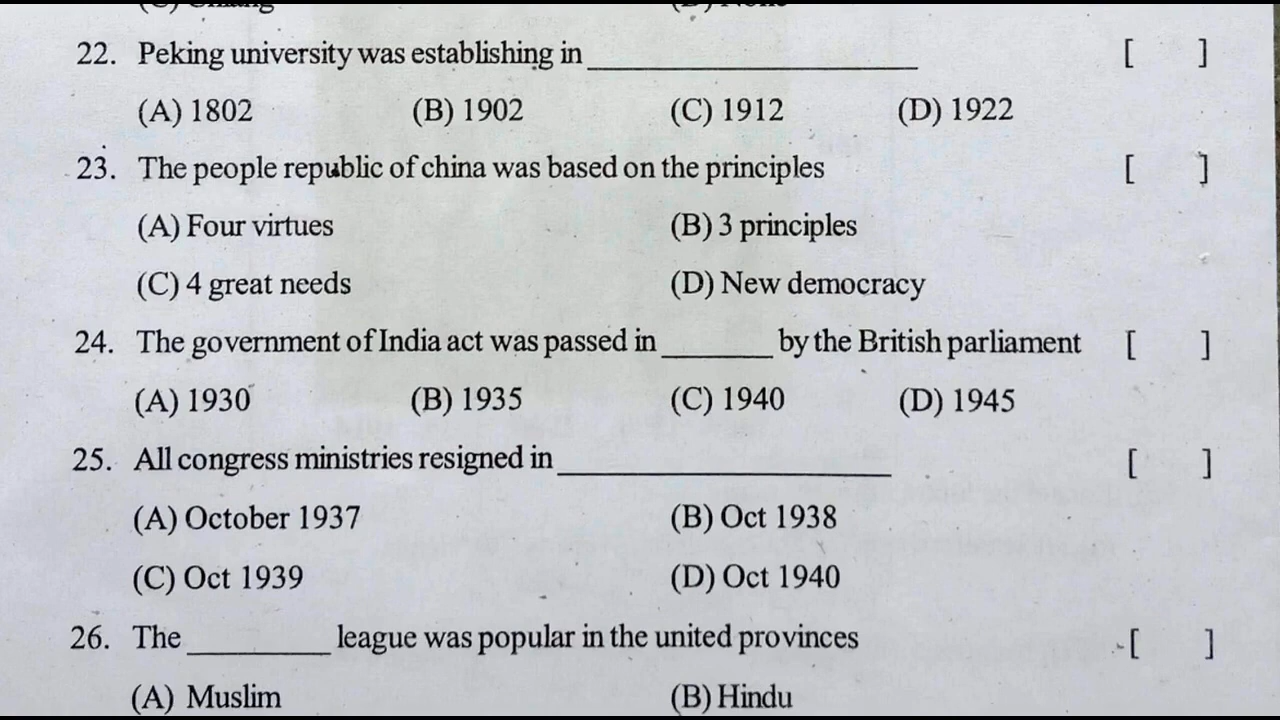 22. Peking university was establishing in ____________ [ ]
(A) 1802 (B) 1902 (C) 1912 (D) 1922
23. The people republic of china was based on the principles [ ]
(A) Four virtues (B) 3 principles
(C) 4 great needs (D) New democracy
24. The government of India act was passed in _______ by the British parliament [ ]
(A) 1930 (B) 1935 (C) 1940 (D) 1945
25. All congress ministries resigned in ____________ [ ]
(A) October 1937 (B) Oct 1938
(C) Oct 1939 (D) Oct 1940
26. The _________ league was popular in the united provinces [ ]
(A) Muslim (B) Hindu